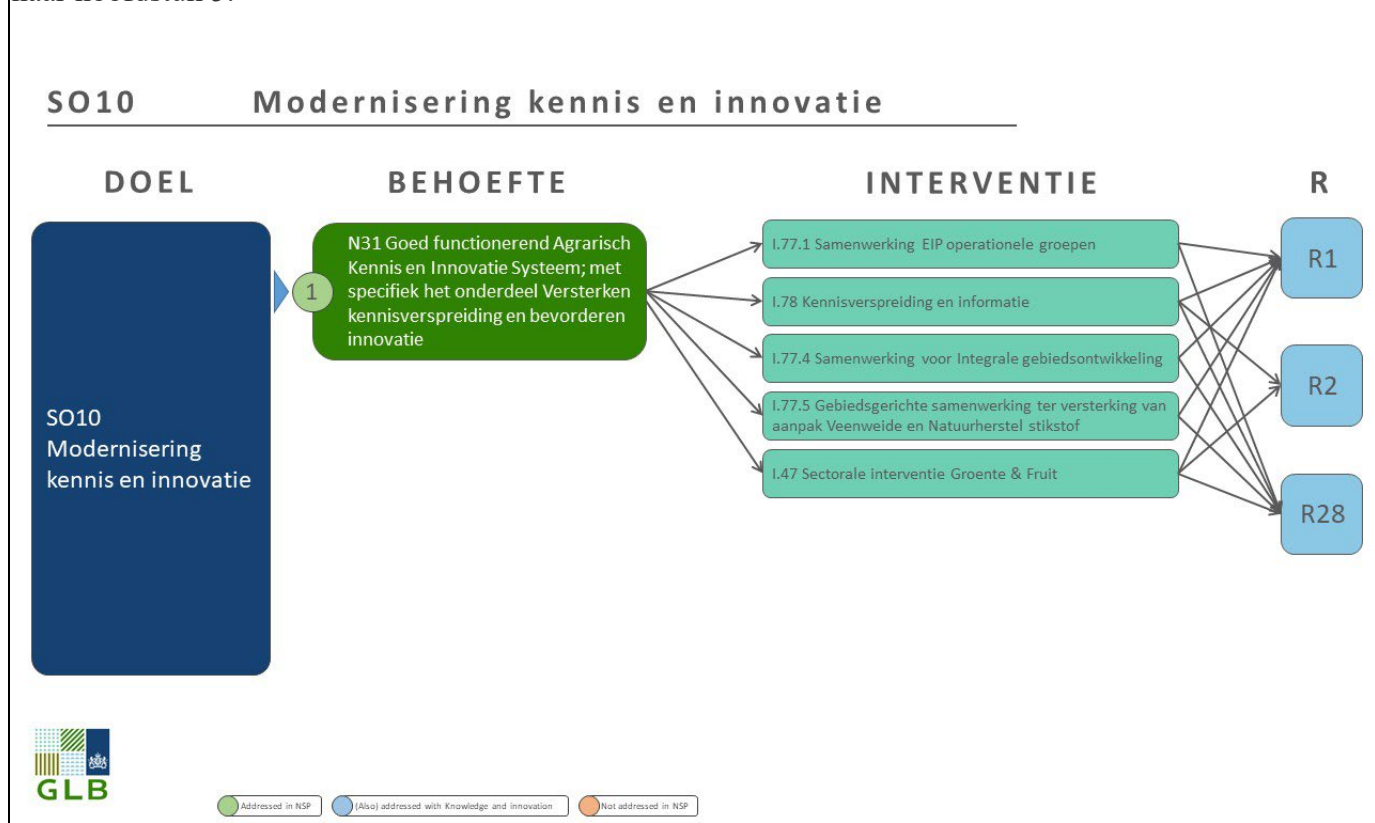 SO10 Modernisering kennis en innovatie
DOEL
BEHOEFTE
INTERVENTIE
R
SO10
Modernisering
kennis en innovatie
1
N31 Goed functionerend Agrarisch
Kennis en Innovatie Systeem; met
specifiek het onderdeel Versterken
kennisverspreiding en bevorderen
innovatie
I.77.1 Samenwerking EIP operationele groepen
I.78 Kennisverspreiding en informatie
I.77.4 Samenwerking voor Integrale gebiedsontwikkeling
I.77.5 Gebiedsgerichte samenwerking ter versterking van
aanpak Veenweide en Natuurherstel stikstof
I.47 Sectorale interventie Groente & Fruit
R1
R2
R28
GLB
Addressed in NSP
(Also) addressed with Knowledge and innovation
Not addressed in NSP